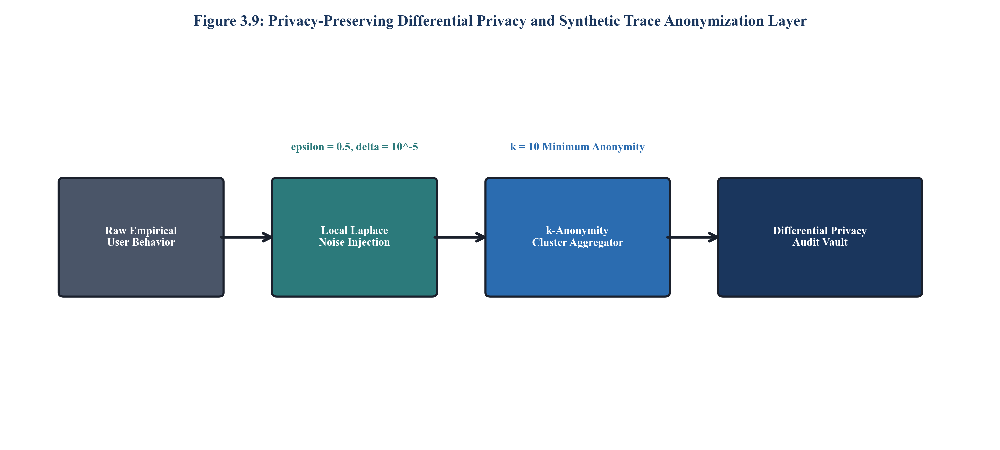 Figure 3.9: Privacy-Preserving Differential Privacy and Synthetic Trace Anonymization Layer
epsilon = 0.5, delta = 10^-5
k = 10 Minimum Anonymity
Raw Empirical
User Behavior
Local Laplace
Noise Injection
k-Anonymity
Cluster Aggregator
Differential Privacy
Audit Vault